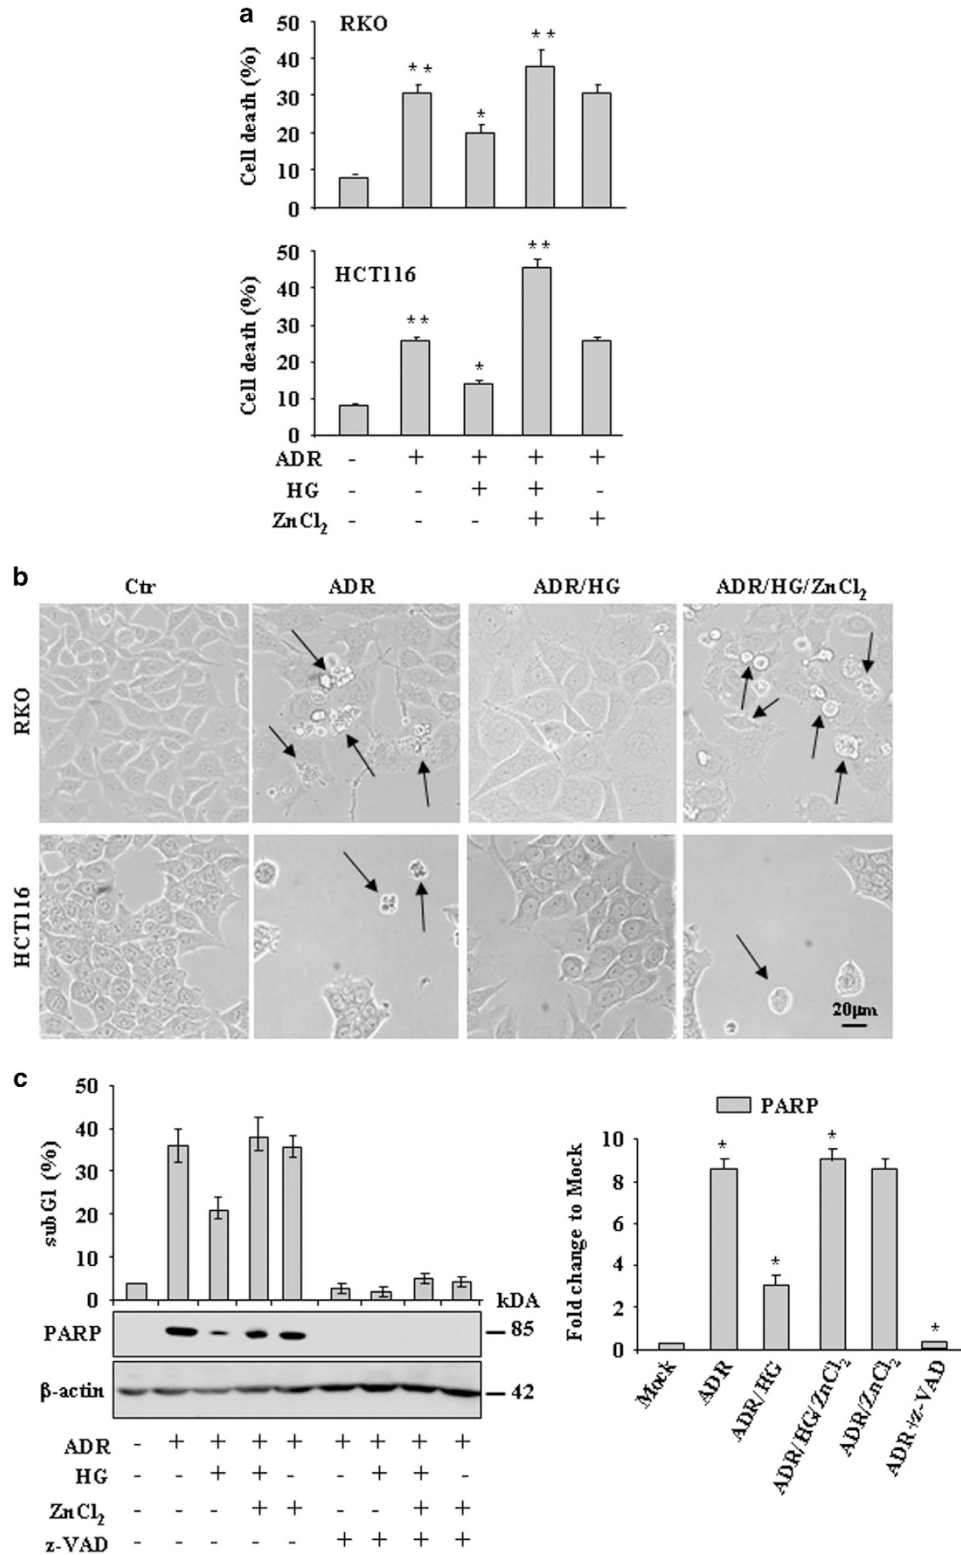 a
RKO
Cell death (%)
50
40
30
20
10
0
** * **
HCT116
Cell death (%)
50
40
30
20
10
0
** * **
ADR - + + + +
HG - - + + -
ZnCl2 - - - + +
b
Ctr ADR ADR/HG ADR/HG/ZnCl2
RKO
HCT116
20µm
c
subG1 (%)
50
40
30
20
10
0
kDA
PARP 85
β-actin 42
ADR - + + + + + + + +
HG - - + + - - + + -
ZnCl2 - - - + + - - + +
z-VAD - - - - - + + + +
PARP
Fold change to Mock
10
8
6
4
2
0
* * * *
Mock ADR ADR/HG ADR/HG/ZnCl2 ADR/ZnCl2 ADR+z-VAD